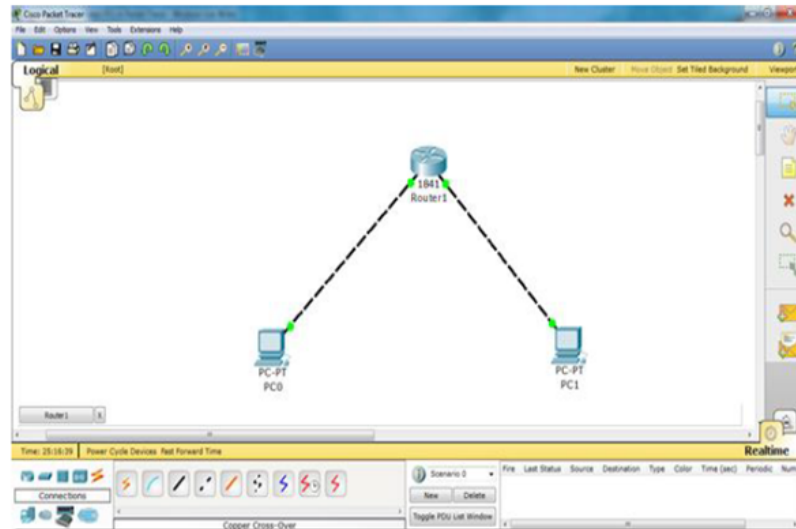 Cisco Packet Tracer
File Edit Options View Tools Extensions Help
Logical [Root] New Cluster Move Object Set Tiled Background Viewport
1841
Router1
PC-PT
PC0
PC-PT
PC1
Router1 X
Time: 25:16:39 Power Cycle Devices Fast Forward Time Realtime
Connections
Copper Cross-Over
Scenario 0
New Delete
Toggle PDU List Window
Fire Last Status Source Destination Type Color Time (sec) Periodic Num